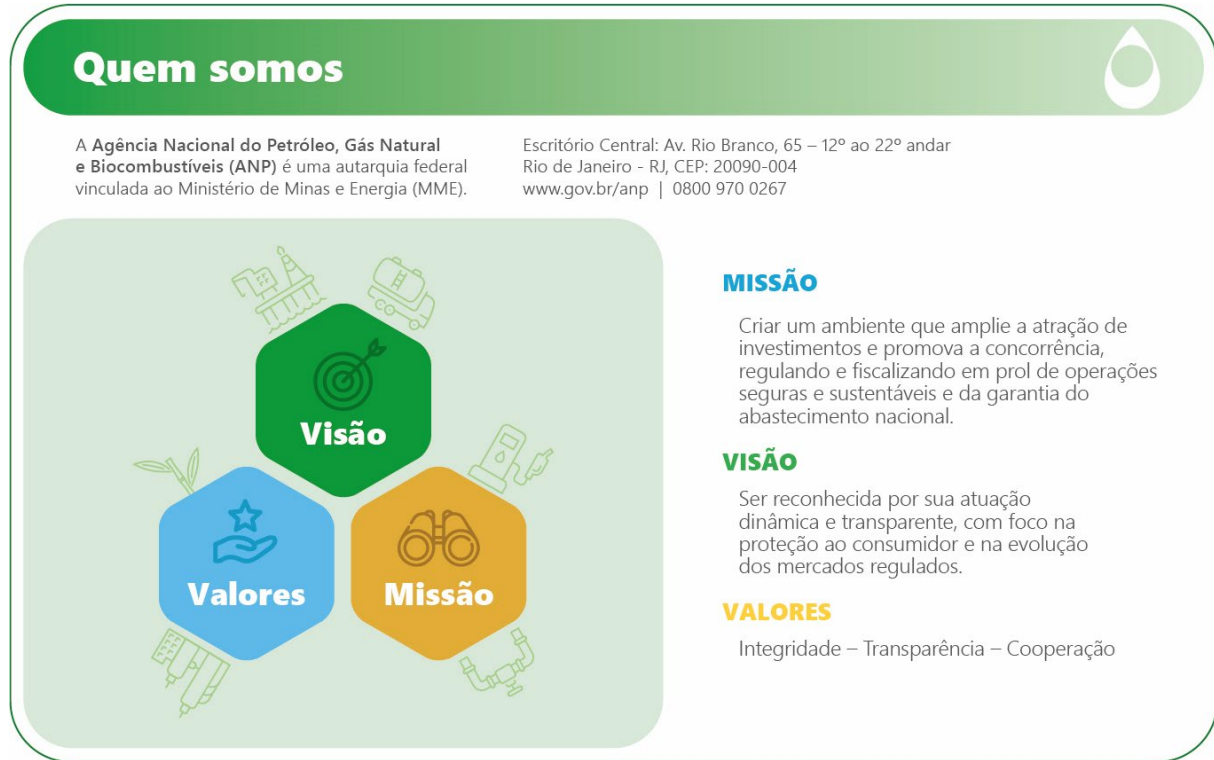 Quem somos
A Agência Nacional do Petróleo, Gás Natural
e Biocombustíveis (ANP) é uma autarquia federal
vinculada ao Ministério de Minas e Energia (MME).
Escritório Central: Av. Rio Branco, 65 – 12º ao 22º andar
Rio de Janeiro - RJ, CEP: 20090-004
www.gov.br/anp | 0800 970 0267
Visão
Valores
Missão
MISSÃO
Criar um ambiente que amplie a atração de
investimentos e promova a concorrência,
regulando e fiscalizando em prol de operações
seguras e sustentáveis e da garantia do
abastecimento nacional.
VISÃO
Ser reconhecida por sua atuação
dinâmica e transparente, com foco na
proteção ao consumidor e na evolução
dos mercados regulados.
VALORES
Integridade – Transparência – Cooperação